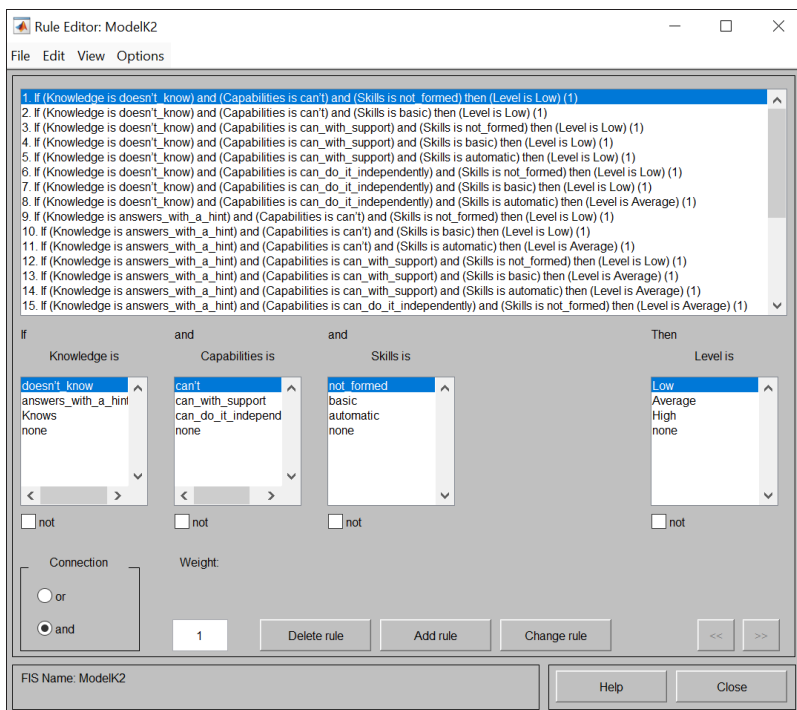 Rule Editor: ModelK2
File Edit View Options
1. If (Knowledge is doesn't_know) and (Capabilities is can't) and (Skills is not_formed) then (Level is Low) (1)
2. If (Knowledge is doesn't_know) and (Capabilities is can't) and (Skills is basic) then (Level is Low) (1)
3. If (Knowledge is doesn't_know) and (Capabilities is can_with_support) and (Skills is not_formed) then (Level is Low) (1)
4. If (Knowledge is doesn't_know) and (Capabilities is can_with_support) and (Skills is basic) then (Level is Low) (1)
5. If (Knowledge is doesn't_know) and (Capabilities is can_with_support) and (Skills is automatic) then (Level is Low) (1)
6. If (Knowledge is doesn't_know) and (Capabilities is can_do_it_independently) and (Skills is not_formed) then (Level is Low) (1)
7. If (Knowledge is doesn't_know) and (Capabilities is can_do_it_independently) and (Skills is basic) then (Level is Low) (1)
8. If (Knowledge is doesn't_know) and (Capabilities is can_do_it_independently) and (Skills is automatic) then (Level is Average) (1)
9. If (Knowledge is answers_with_a_hint) and (Capabilities is can't) and (Skills is not_formed) then (Level is Low) (1)
10. If (Knowledge is answers_with_a_hint) and (Capabilities is can't) and (Skills is basic) then (Level is Low) (1)
11. If (Knowledge is answers_with_a_hint) and (Capabilities is can't) and (Skills is automatic) then (Level is Average) (1)
12. If (Knowledge is answers_with_a_hint) and (Capabilities is can_with_support) and (Skills is not_formed) then (Level is Low) (1)
13. If (Knowledge is answers_with_a_hint) and (Capabilities is can_with_support) and (Skills is basic) then (Level is Average) (1)
14. If (Knowledge is answers_with_a_hint) and (Capabilities is can_with_support) and (Skills is automatic) then (Level is Average) (1)
15. If (Knowledge is answers_with_a_hint) and (Capabilities is can_do_it_independently) and (Skills is not_formed) then (Level is Average) (1)
If and and Then
Knowledge is Capabilities is Skills is Level is
doesn't_know can't not_formed Low
answers_with_a_hint can_with_support basic Average
Knows can_do_it_independ automatic High
none none none none
not not not not
Connection Weight:
or
and 1 Delete rule Add rule Change rule << >>
FIS Name: ModelK2 Help Close